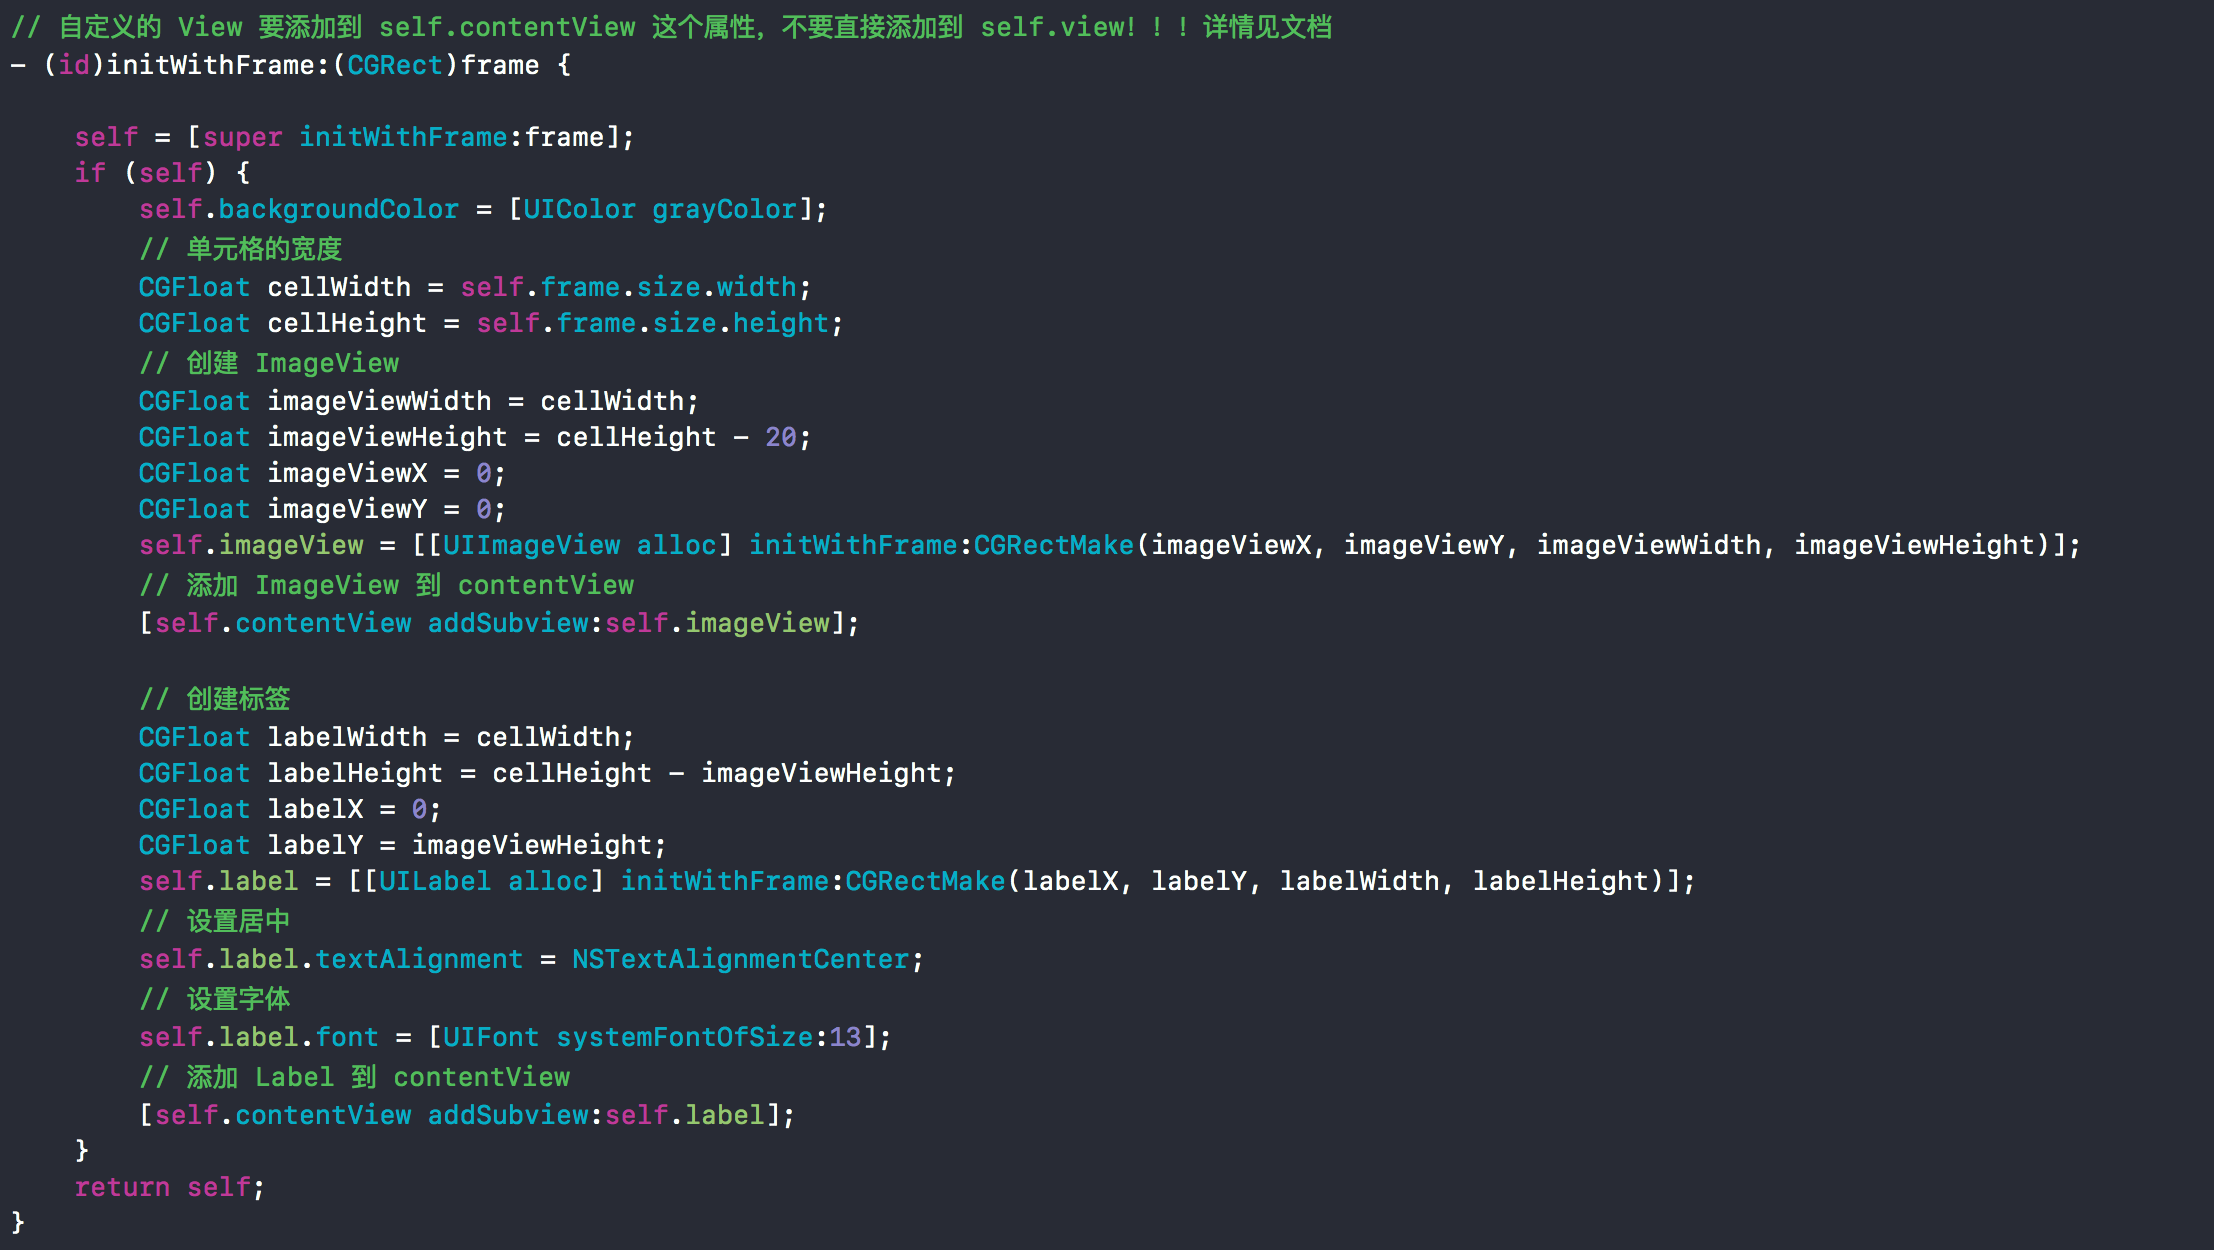 // 自定义的 View 要添加到 self.contentView 这个属性，不要直接添加到 self.view！！！详情见文档
- (id)initWithFrame:(CGRect)frame {
    self = [super initWithFrame:frame];
    if (self) {
        self.backgroundColor = [UIColor grayColor];
        // 单元格的宽度
        CGFloat cellWidth = self.frame.size.width;
        CGFloat cellHeight = self.frame.size.height;
        // 创建 ImageView
        CGFloat imageViewWidth = cellWidth;
        CGFloat imageViewHeight = cellHeight - 20;
        CGFloat imageViewX = 0;
        CGFloat imageViewY = 0;
        self.imageView = [[UIImageView alloc] initWithFrame:CGRectMake(imageViewX, imageViewY, imageViewWidth, imageViewHeight)];
        // 添加 ImageView 到 contentView
        [self.contentView addSubview:self.imageView];
        // 创建标签
        CGFloat labelWidth = cellWidth;
        CGFloat labelHeight = cellHeight - imageViewHeight;
        CGFloat labelX = 0;
        CGFloat labelY = imageViewHeight;
        self.label = [[UILabel alloc] initWithFrame:CGRectMake(labelX, labelY, labelWidth, labelHeight)];
        // 设置居中
        self.label.textAlignment = NSTextAlignmentCenter;
        // 设置字体
        self.label.font = [UIFont systemFontOfSize:13];
        // 添加 Label 到 contentView
        [self.contentView addSubview:self.label];
    }
    return self;
}